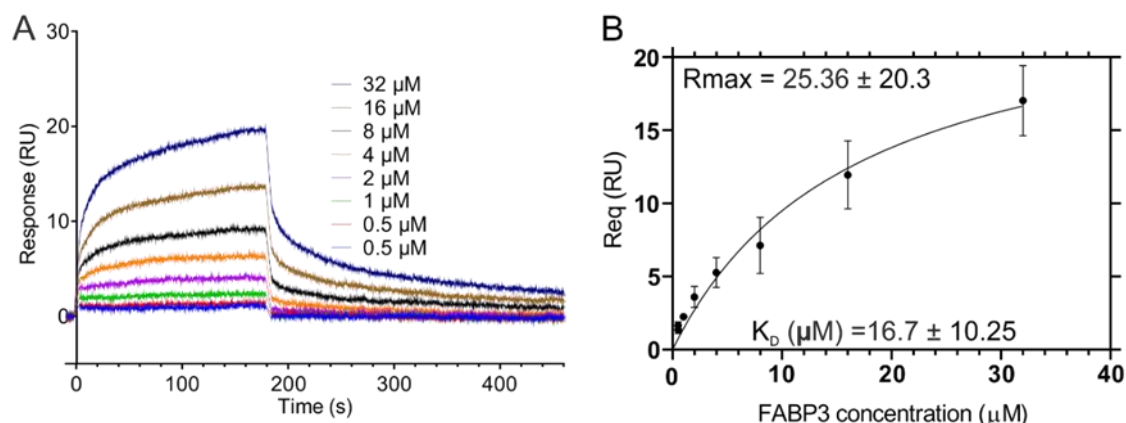 A
30
20
10
0
Response (RU)
32 µM
16 µM
8 µM
4 µM
2 µM
1 µM
0.5 µM
0.5 µM
0
100
200
300
400
Time (s)
B
20
15
10
5
0
Req (RU)
Rmax = 25.36 ± 20.3
K_D (µM) =16.7 ± 10.25
0
10
20
30
40
FABP3 concentration (µM)